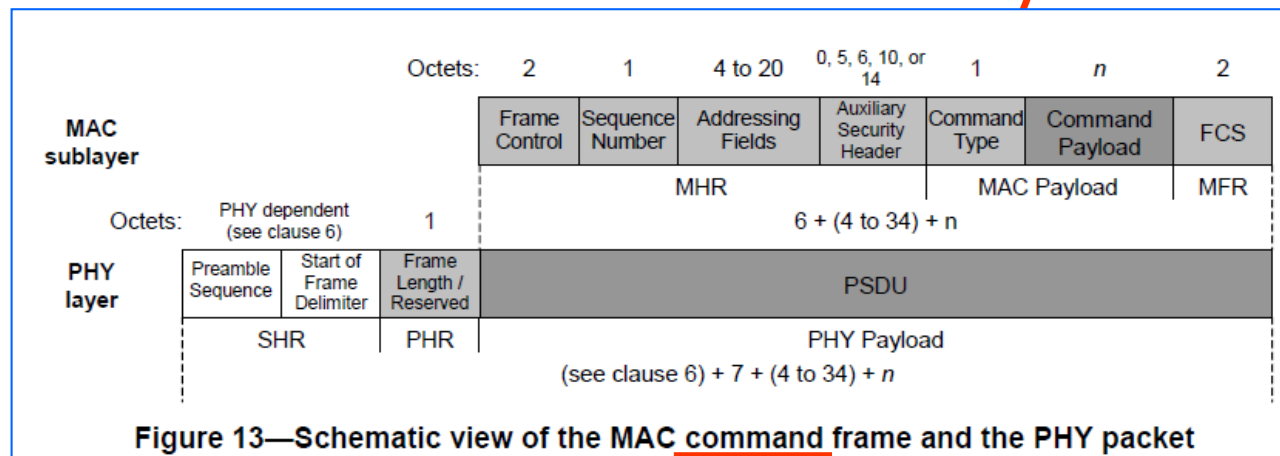 Octets: 2 1 4 to 20 0, 5, 6, 10, or 14 1 n 2
MAC sublayer
Frame Control
Sequence Number
Addressing Fields
Auxiliary Security Header
Command Type
Command Payload
FCS
MHR MAC Payload MFR
Octets: PHY dependent (see clause 6) 1 6 + (4 to 34) + n
PHY layer
Preamble Sequence
Start of Frame Delimiter
Frame Length / Reserved
PSDU
SHR PHR PHY Payload
(see clause 6) + 7 + (4 to 34) + n
Figure 13—Schematic view of the MAC command frame and the PHY packet